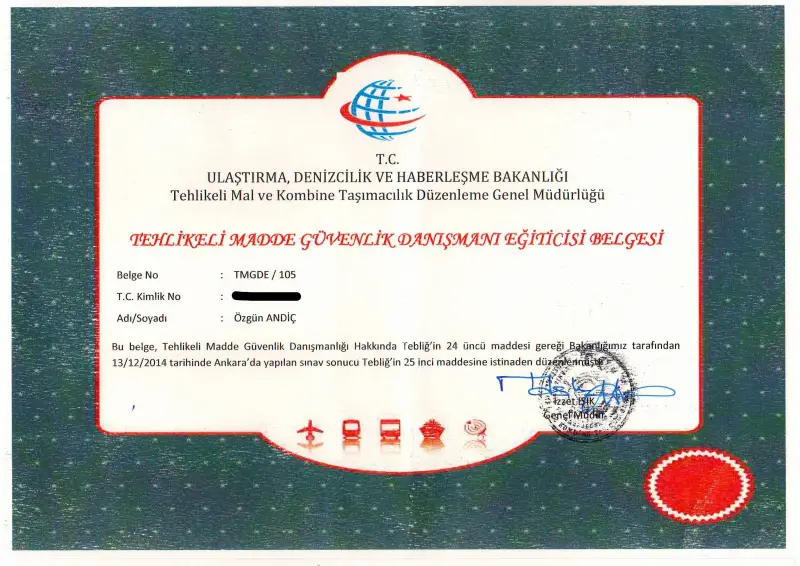 T.C.
ULAŞTIRMA, DENİZCİLİK VE HABERLEŞME BAKANLIĞI
Tehlikeli Mal ve Kombine Taşımacılık Düzenleme Genel Müdürlüğü
TEHLİKELİ MADDE GÜVENLİK DANIŞMANI EĞİTİCİSİ BELGESİ
Belge No : TMGDE / 105
T.C. Kimlik No :
Adı/Soyadı : Özgün ANDİÇ
Bu belge, Tehlikeli Madde Güvenlik Danışmanlığı Hakkında Tebliğ'in 24 üncü maddesi gereği Bakanlığımız tarafından
13/12/2014 tarihinde Ankara'da yapılan sınav sonucu Tebliğ'in 25 inci maddesine istinaden düzenlenmiştir.
İzzet IŞIK
Genel Müdür